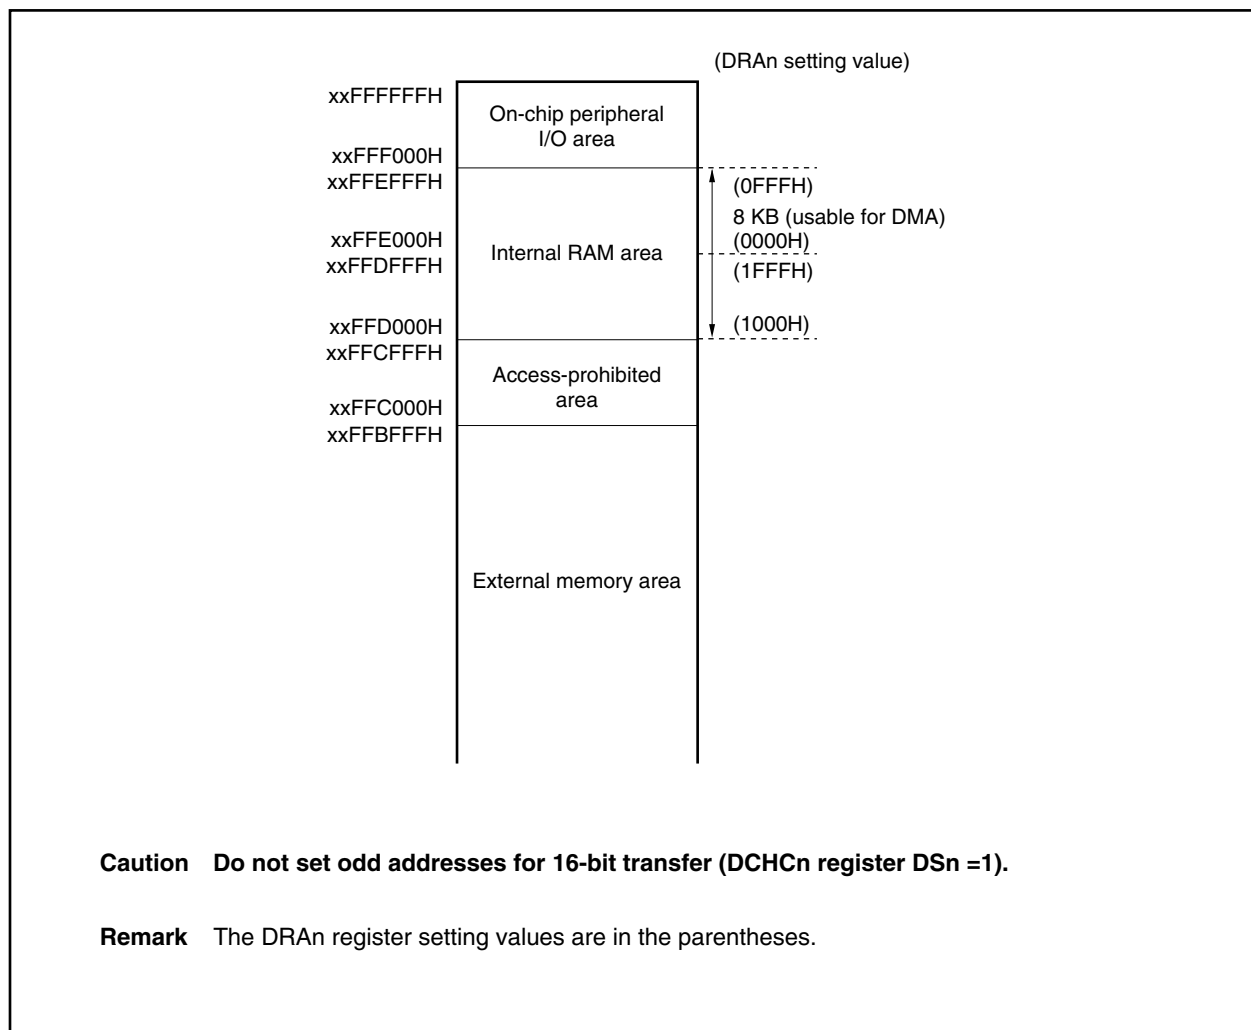 (DRAn setting value)
xxFFFFFFH
On-chip peripheral
I/O area
xxFFF000H
xxFFEFFFH
(0FFFH)
8 KB (usable for DMA)
xxFFE000H
(0000H)
Internal RAM area
xxFFDFFFH
(1FFFH)
xxFFD000H
(1000H)
xxFFCFFFH
Access-prohibited
area
xxFFC000H
xxFFBFFFH
External memory area
Caution Do not set odd addresses for 16-bit transfer (DCHCn register DSn =1).
Remark The DRAn register setting values are in the parentheses.